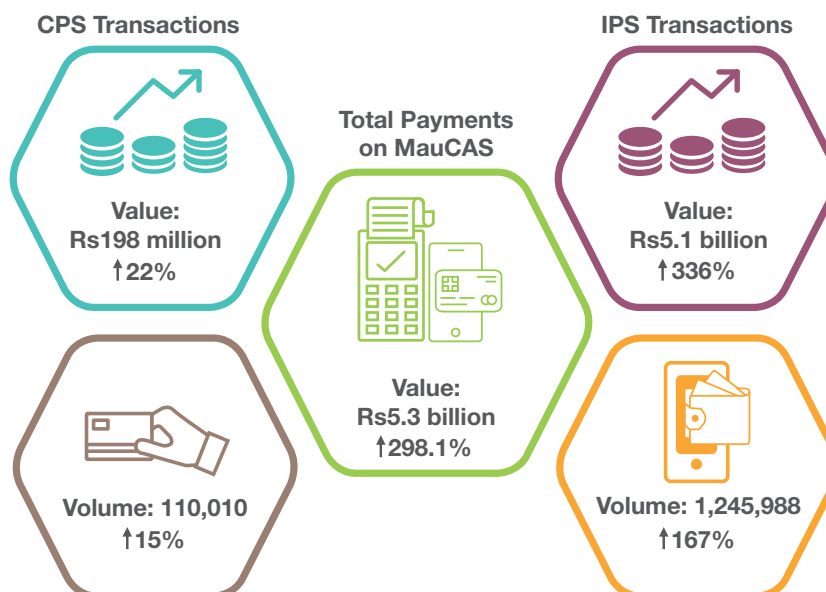 CPS Transactions
Value:
Rs198 million
↑22%
Volume: 110,010
↑15%
Total Payments
on MauCAS
Value:
Rs5.3 billion
↑298.1%
IPS Transactions
Value:
Rs5.1 billion
↑336%
Volume: 1,245,988
↑167%